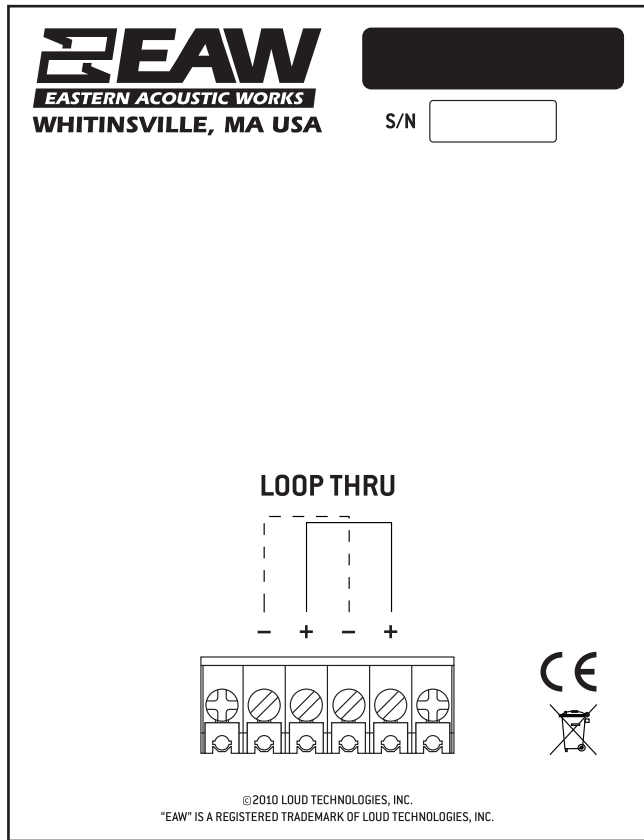 EAW
EASTERN ACOUSTIC WORKS
WHITINSVILLE, MA USA
S/N
LOOP THRU
– + – +
CE
©2010 LOUD TECHNOLOGIES, INC.
"EAW" IS A REGISTERED TRADEMARK OF LOUD TECHNOLOGIES, INC.